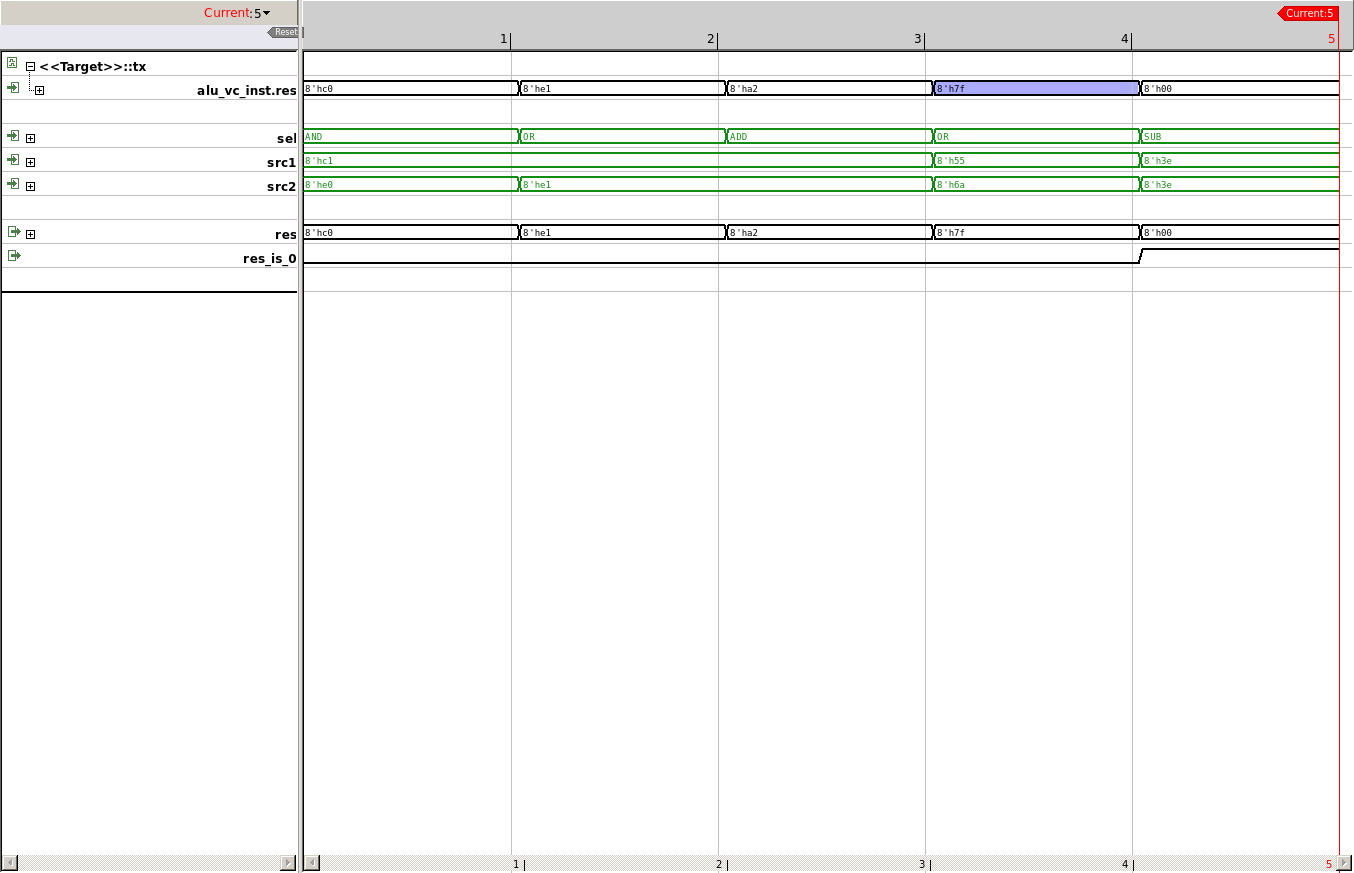 Current:5 Current:5
Reset
1 2 3 4 5
<<Target>>::tx
alu_vc_inst.res 8'hc0 8'he1 8'ha2 8'h7f 8'h00
sel AND OR ADD OR SUB
src1 8'hc1 8'h55 8'h3e
src2 8'he0 8'he1 8'h6a 8'h3e
res 8'hc0 8'he1 8'ha2 8'h7f 8'h00
res_is_0
1 2 3 4 5